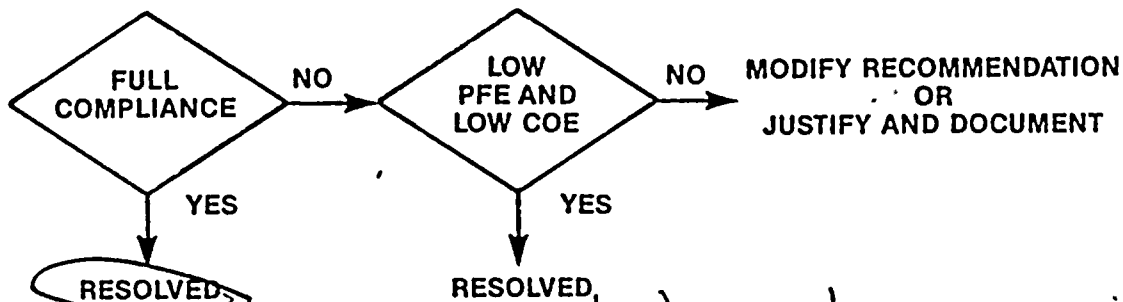 FULL
COMPLIANCE
NO
LOW
PFE AND
LOW COE
NO
MODIFY RECOMMENDATION
OR
JUSTIFY AND DOCUMENT
YES
YES
RESOLVED
RESOLVED